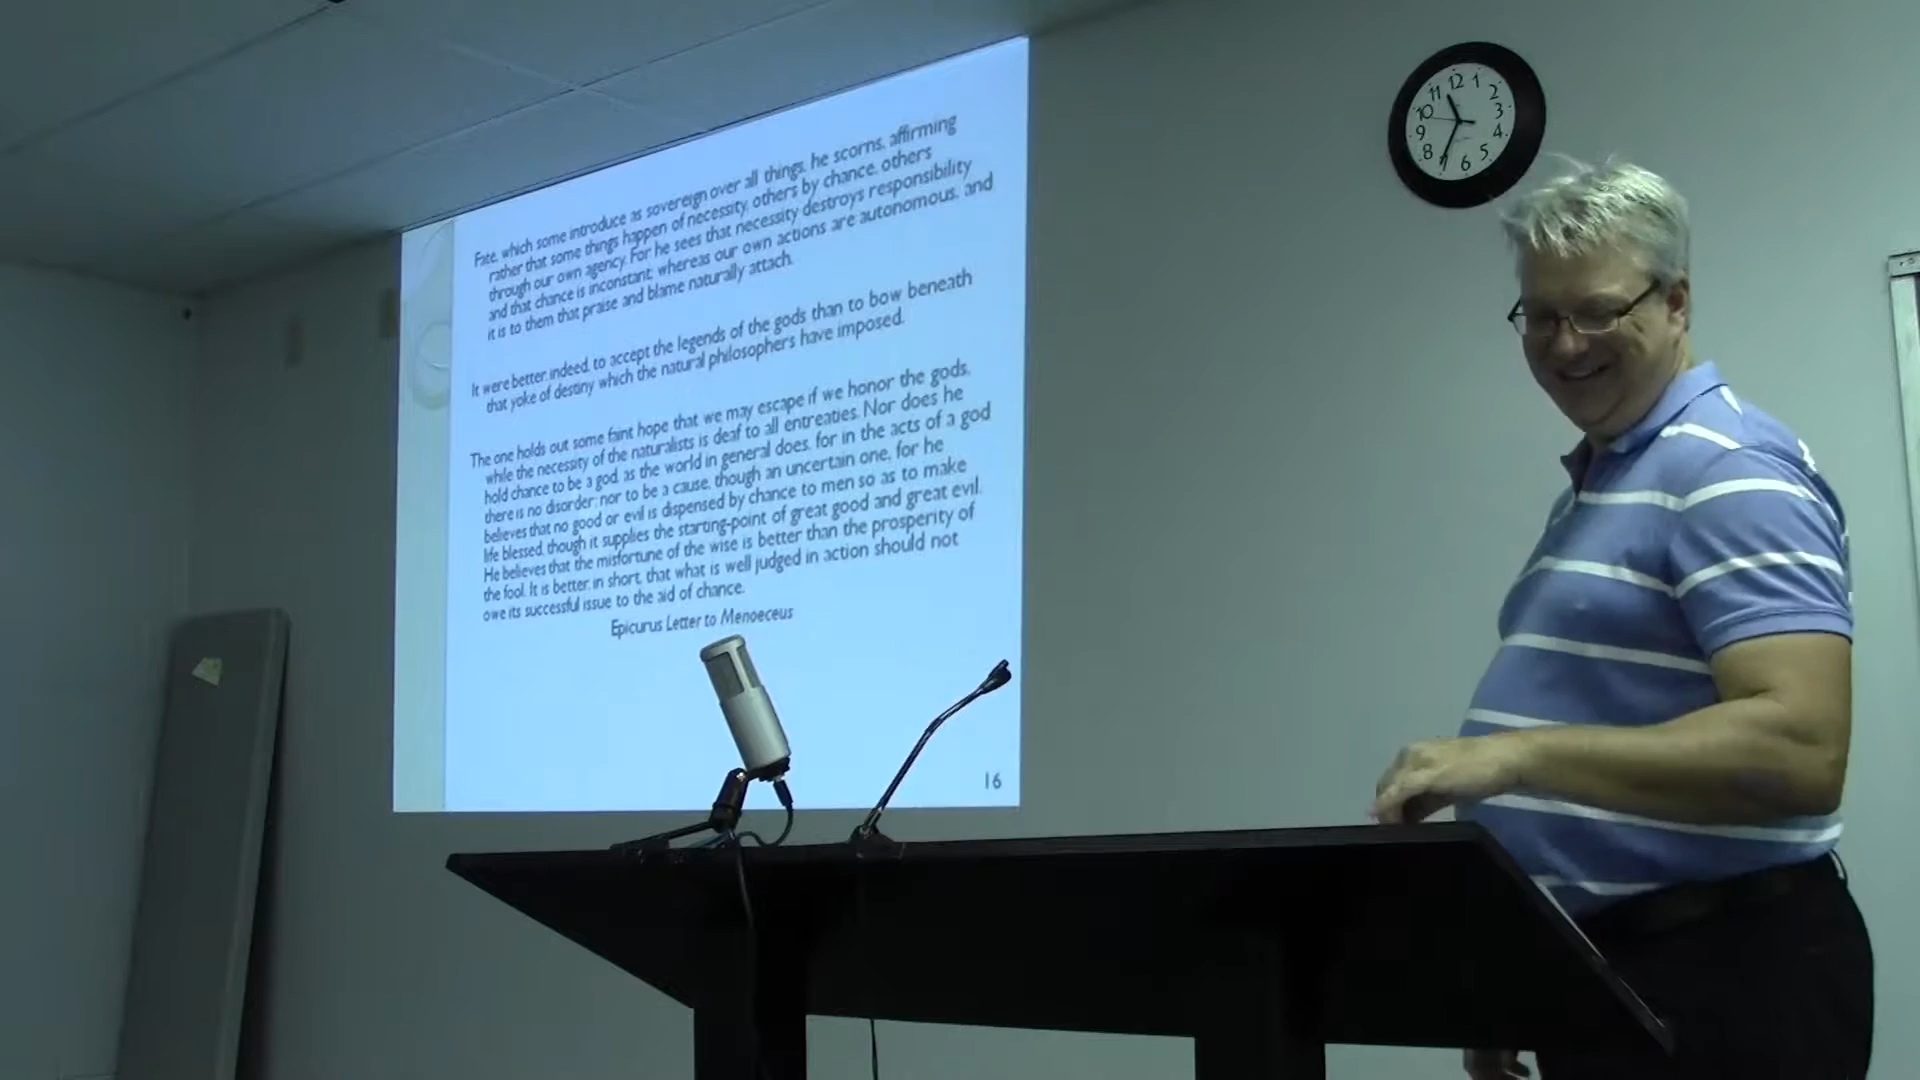 Fate, which some introduce as sovereign over all things, he scorns, affirming
rather that some things happen of necessity, others by chance, others
through our own agency. For he sees that necessity destroys responsibility
and that chance is inconstant; whereas our own actions are autonomous, and
it is to them that praise and blame naturally attach.
It were better, indeed, to accept the legends of the gods than to bow beneath
that yoke of destiny which the natural philosophers have imposed.
The one holds out some faint hope that we may escape if we honor the gods,
while the necessity of the naturalists is deaf to all entreaties. Nor does he
hold chance to be a god, as the world in general does, for in the acts of a god
there is no disorder; nor to be a cause, though an uncertain one, for he
believes that no good or evil is dispensed by chance to men so as to make
life blessed, though it supplies the starting-point of great good and great evil.
He believes that the misfortune of the wise is better than the prosperity of
the fool. It is better, in short, that what is well judged in action should not
owe its successful issue to the aid of chance.
Epicurus Letter to Menoeceus
16
12
1
2
3
4
5
6
8
9
10
11